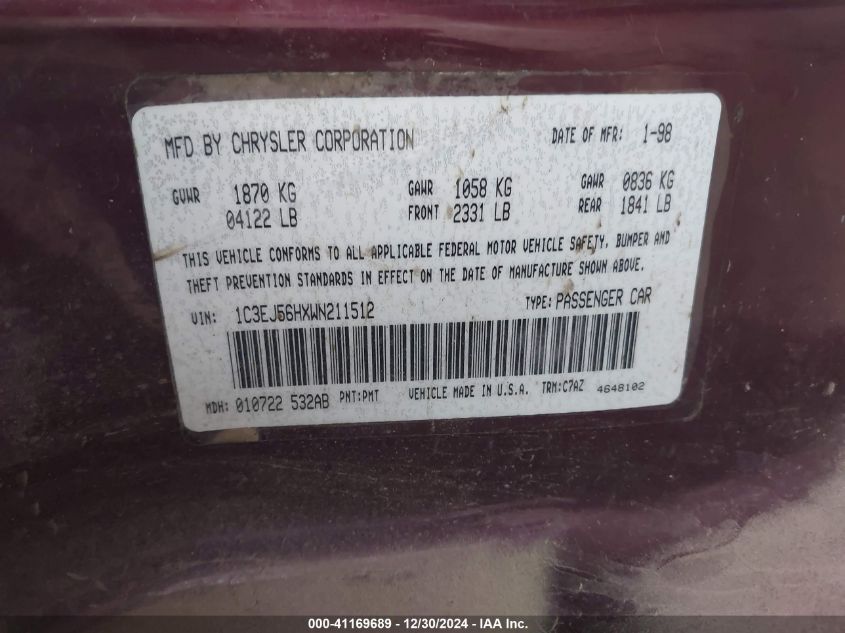 MFD BY CHRYSLER CORPORATION DATE OF MFR: 1-98
GVWR 1870 KG GAWR 1058 KG GAWR 0836 KG
04122 LB FRONT 2331 LB REAR 1841 LB
THIS VEHICLE CONFORMS TO ALL APPLICABLE FEDERAL MOTOR VEHICLE SAFETY, BUMPER AND
THEFT PREVENTION STANDARDS IN EFFECT ON THE DATE OF MANUFACTURE SHOWN ABOVE.
VIN: 1C3EJ56HXWN211512 TYPE: PASSENGER CAR
MDH: 010722 532AB PNT:PMT VEHICLE MADE IN U.S.A. TRM:C7AZ 4648102
000-41169689 - 12/30/2024 - IAA Inc.